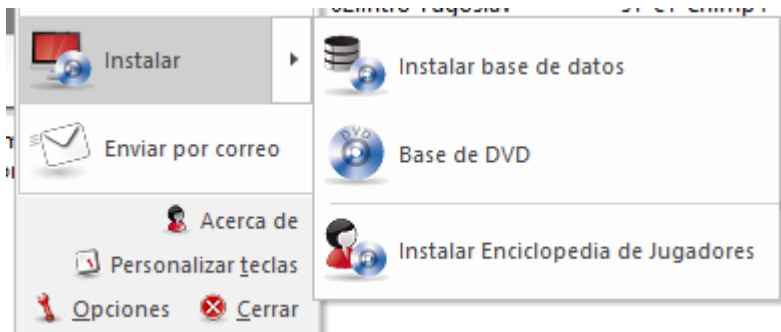 Instalar
Instalar base de datos
Enviar por correo
Base de DVD
Acerca de
Instalar Enciclopedia de Jugadores
Personalizar teclas
Opciones
Cerrar